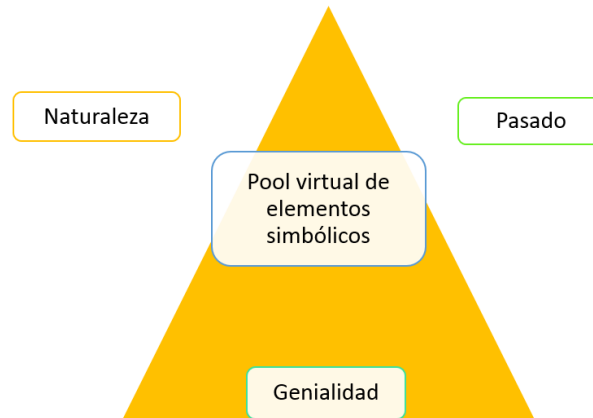 Naturaleza
Pasado
Pool virtual de
elementos
simbólicos
Genialidad